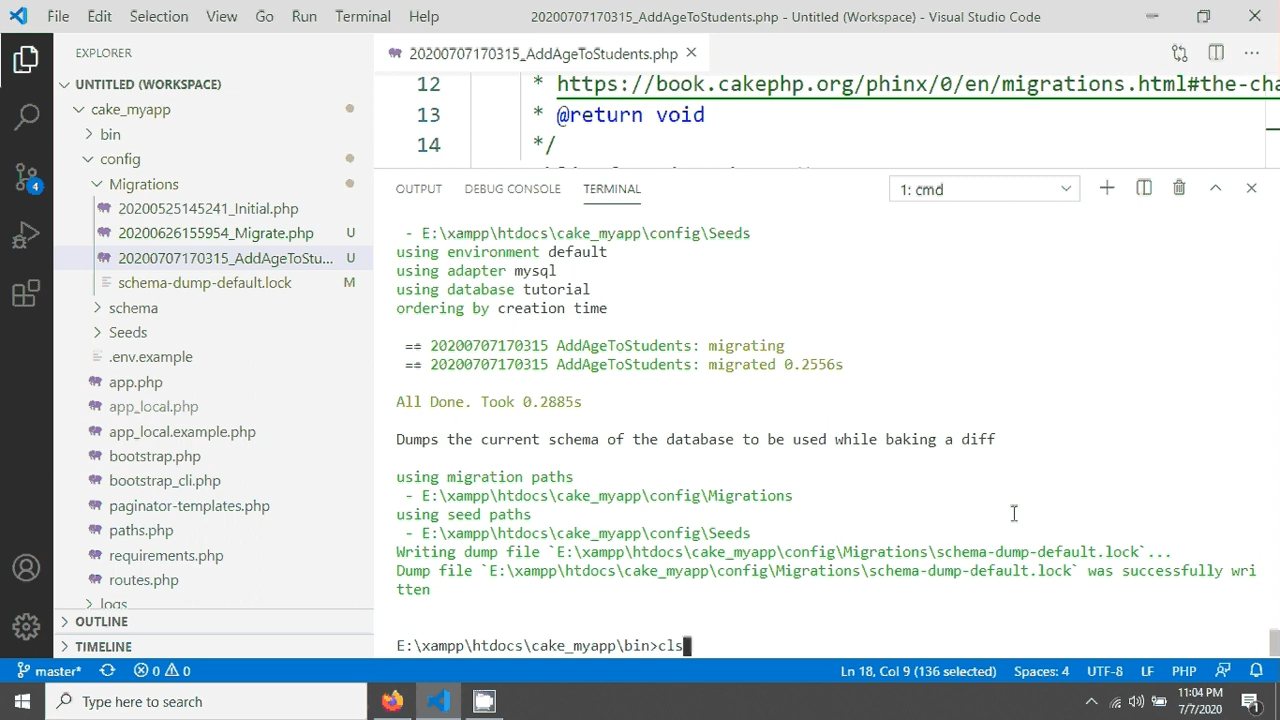 File Edit Selection View Go Run Terminal Help 20200707170315_AddAgeToStudents.php - Untitled (Workspace) - Visual Studio Code
EXPLORER
UNTITLED (WORKSPACE)
cake_myapp
bin
config
Migrations
20200525145241_Initial.php
20200626155954_Migrate.php U
20200707170315_AddAgeToStu... U
schema-dump-default.lock M
schema
Seeds
.env.example
app.php
app_local.php
app_local.example.php
bootstrap.php
bootstrap_cli.php
paginator-templates.php
paths.php
requirements.php
routes.php
logs
OUTLINE
TIMELINE
20200707170315_AddAgeToStudents.php
12 * https://book.cakephp.org/phinx/0/en/migrations.html#the-cha
13 * @return void
14 */
OUTPUT DEBUG CONSOLE TERMINAL 1: cmd
- E:\xampp\htdocs\cake_myapp\config\Seeds
using environment default
using adapter mysql
using database tutorial
ordering by creation time
== 20200707170315 AddAgeToStudents: migrating
== 20200707170315 AddAgeToStudents: migrated 0.2556s
All Done. Took 0.2885s
Dumps the current schema of the database to be used while baking a diff
using migration paths
- E:\xampp\htdocs\cake_myapp\config\Migrations
using seed paths
- E:\xampp\htdocs\cake_myapp\config\Seeds
Writing dump file `E:\xampp\htdocs\cake_myapp\config\Migrations\schema-dump-default.lock`...
Dump file `E:\xampp\htdocs\cake_myapp\config\Migrations\schema-dump-default.lock` was successfully wri
tten
E:\xampp\htdocs\cake_myapp\bin>cls
4
master* 0 0 Ln 18, Col 9 (136 selected) Spaces: 4 UTF-8 LF PHP
Type here to search
11:04 PM
7/7/2020
1